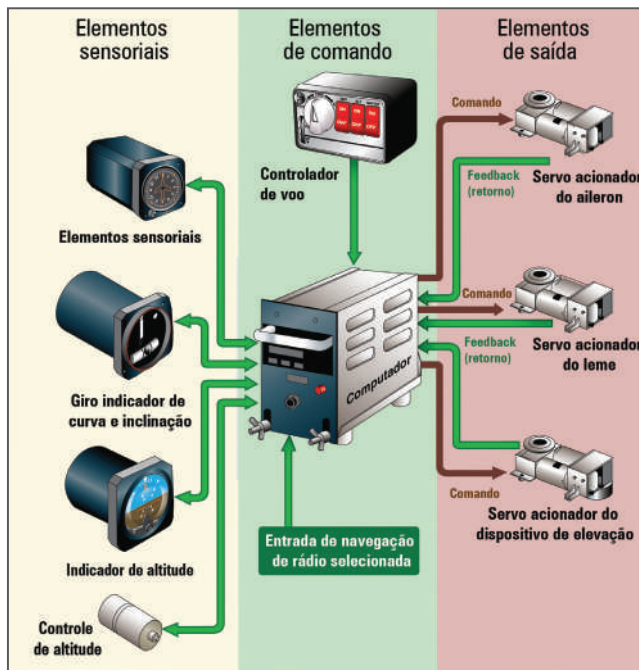 Elementos
sensoriais
Elementos
de comando
Elementos
de saída
Elementos sensoriais
Giro indicador de
curva e inclinação
Indicador de altitude
Controle
de altitude
Controlador
de voo
Computador
Entrada de navegação
de rádio selecionada
Comando
Feedback
(retorno)
Servo acionador
do aileron
Comando
Feedback
(retorno)
Servo acionador
do leme
Comando
Servo acionador do
dispositivo de elevação